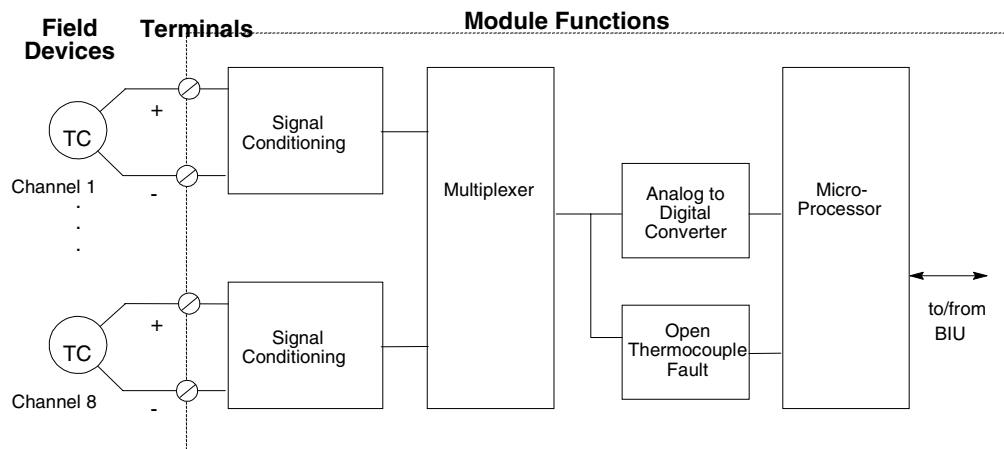 Field
Devices
Terminals
Module Functions
TC
+
-
Channel 1
.
.
.
Signal
Conditioning
Multiplexer
Analog to
Digital
Converter
Micro-
Processor
to/from
BIU
Open
Thermocouple
Fault
TC
+
-
Channel 8
Signal
Conditioning